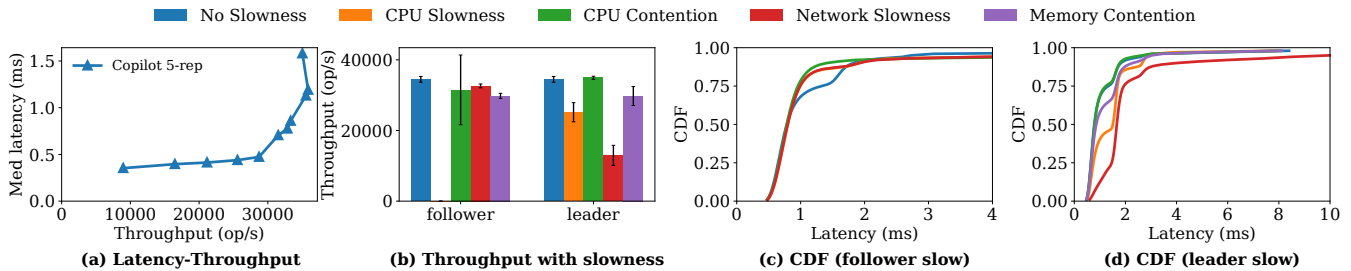 No Slowness CPU Slowness CPU Contention Network Slowness Memory Contention
Med latency (ms)
1.5
1.0
0.5
0.0
Copilot 5-rep
0 10000 20000 30000
Throughput (op/s)
(a) Latency-Throughput
Throughput (op/s)
40000
20000
0
follower leader
(b) Throughput with slowness
CDF
1.00
0.75
0.50
0.25
0.00
0 1 2 3 4
Latency (ms)
(c) CDF (follower slow)
CDF
1.00
0.75
0.50
0.25
0.00
0 2 4 6 8 10
Latency (ms)
(d) CDF (leader slow)